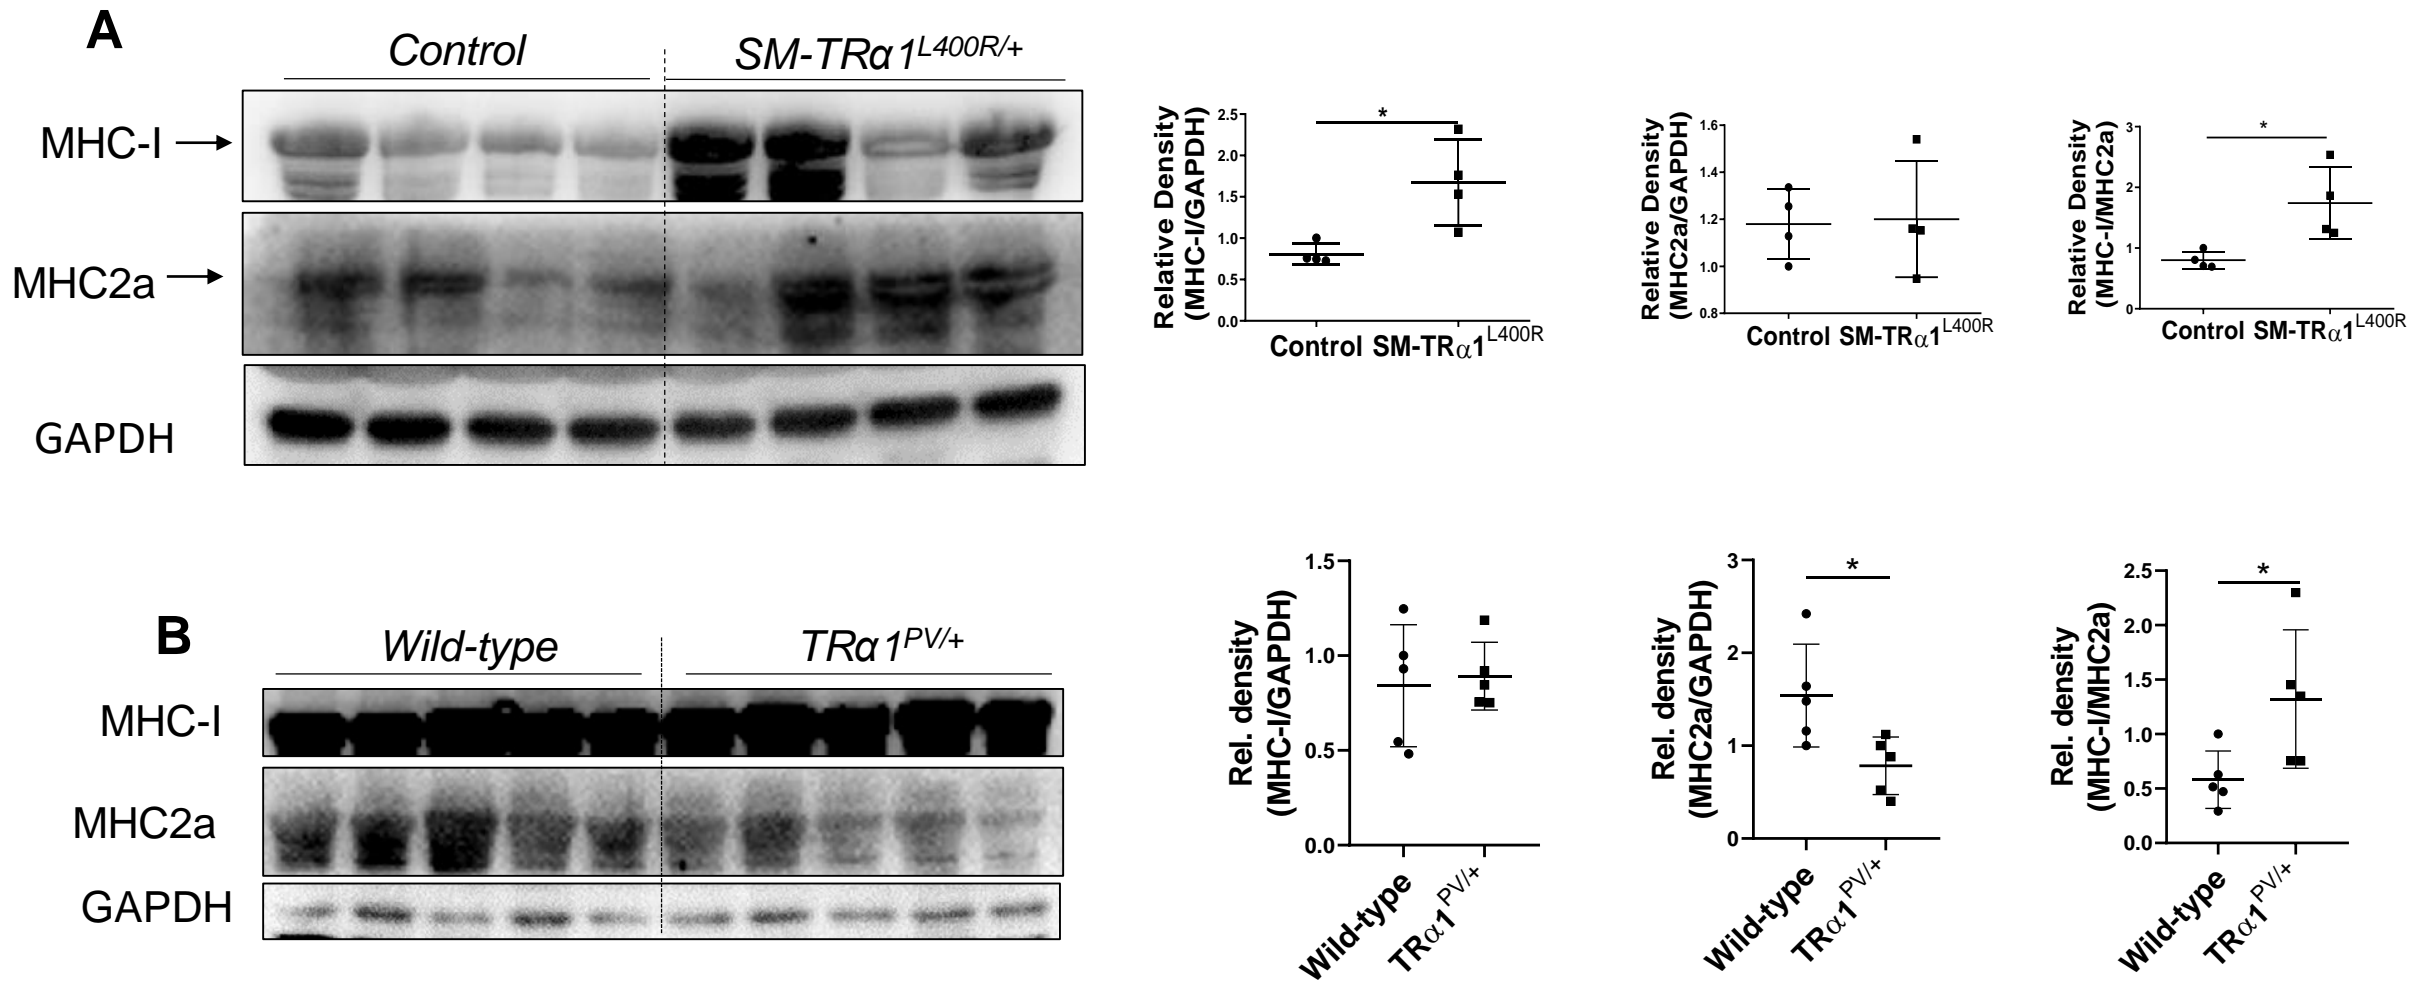 A
Control
SM-TRα1L400R/+
MHC-I
MHC2a
GAPDH
Relative Density
(MHC-I/GAPDH)
2.5
2.0
1.5
1.0
0.5
0.0
*
Control SM-TRα1L400R
Relative Density
(MHC2a/GAPDH)
1.6
1.4
1.2
1.0
0.8
Control SM-TRα1L400R
Relative Density
(MHC-I/MHC2a)
3
2
1
0
*
Control SM-TRα1L400R
B
Wild-type
TRα1PV/+
MHC-I
MHC2a
GAPDH
Rel. density
(MHC-I/GAPDH)
1.5
1.0
0.5
0.0
Wild-type
TRα1PV/+
Rel. density
(MHC2a/GAPDH)
3
2
1
0
*
Wild-type
TRα1PV/+
Rel. density
(MHC-I/MHC2a)
2.5
2.0
1.5
1.0
0.5
0.0
*
Wild-type
TRα1PV/+